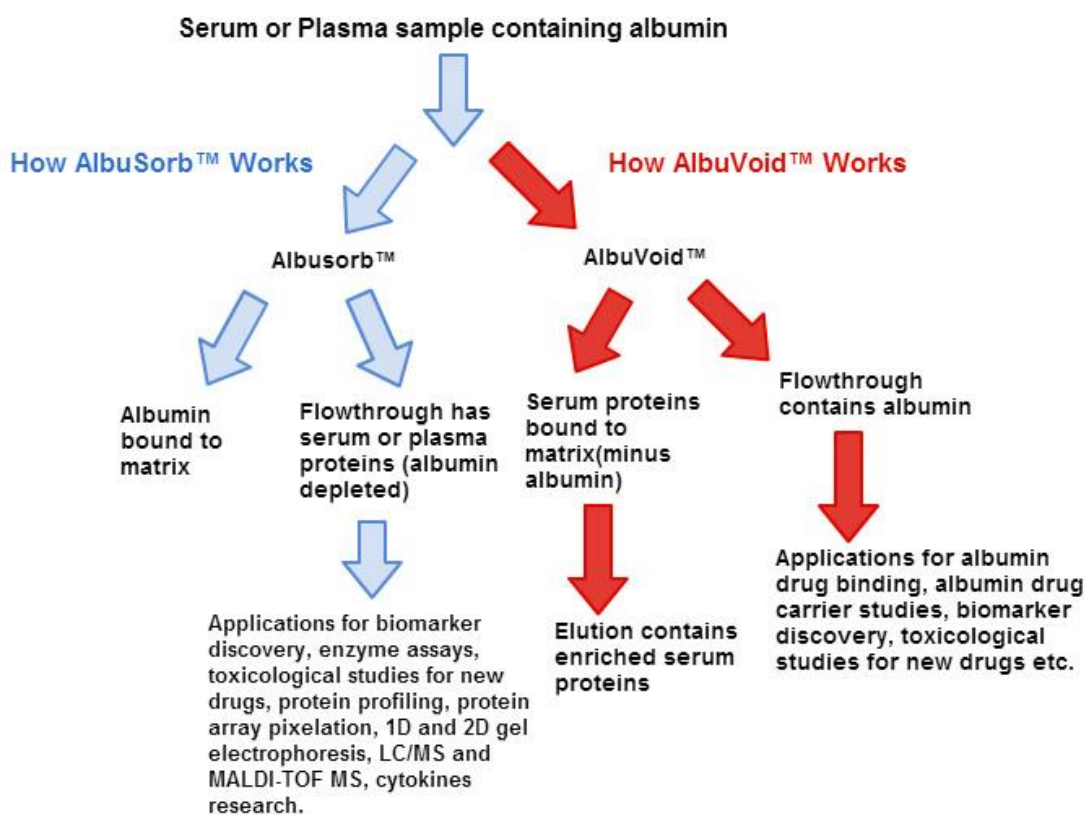 Serum or Plasma sample containing albumin
How AlbuSorb™ Works
How AlbuVoid™ Works
Albusorb™
AlbuVoid™
Albumin
bound to
matrix
Flowthrough has
serum or plasma
proteins (albumin
depleted)
Serum proteins
bound to
matrix(minus
albumin)
Flowthrough
contains albumin
Applications for biomarker
discovery, enzyme assays,
toxicological studies for new
drugs, protein profiling, protein
array pixelation, 1D and 2D gel
electrophoresis, LC/MS and
MALDI-TOF MS, cytokines
research.
Elution contains
enriched serum
proteins
Applications for albumin
drug binding, albumin drug
carrier studies, biomarker
discovery, toxicological
studies for new drugs etc.